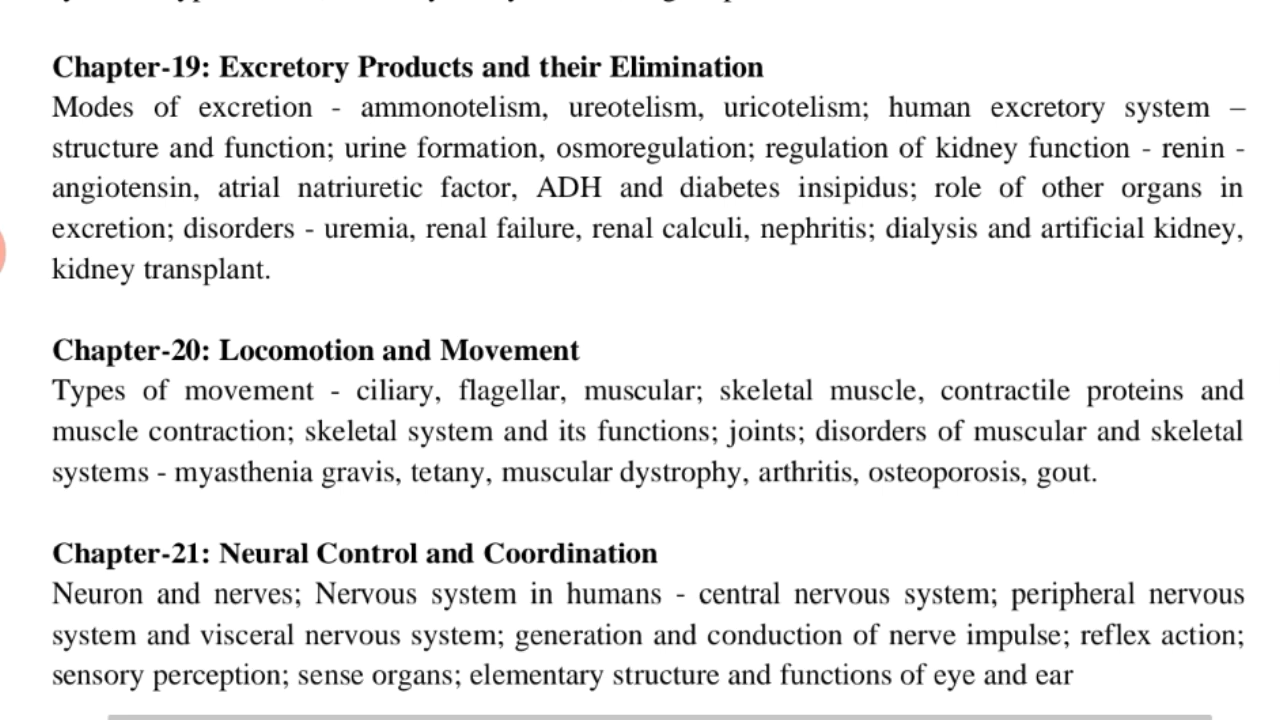 Chapter-19: Excretory Products and their Elimination
Modes of excretion - ammonotelism, ureotelism, uricotelism; human excretory system –
structure and function; urine formation, osmoregulation; regulation of kidney function - renin -
angiotensin, atrial natriuretic factor, ADH and diabetes insipidus; role of other organs in
excretion; disorders - uremia, renal failure, renal calculi, nephritis; dialysis and artificial kidney,
kidney transplant.
Chapter-20: Locomotion and Movement
Types of movement - ciliary, flagellar, muscular; skeletal muscle, contractile proteins and
muscle contraction; skeletal system and its functions; joints; disorders of muscular and skeletal
systems - myasthenia gravis, tetany, muscular dystrophy, arthritis, osteoporosis, gout.
Chapter-21: Neural Control and Coordination
Neuron and nerves; Nervous system in humans - central nervous system; peripheral nervous
system and visceral nervous system; generation and conduction of nerve impulse; reflex action;
sensory perception; sense organs; elementary structure and functions of eye and ear